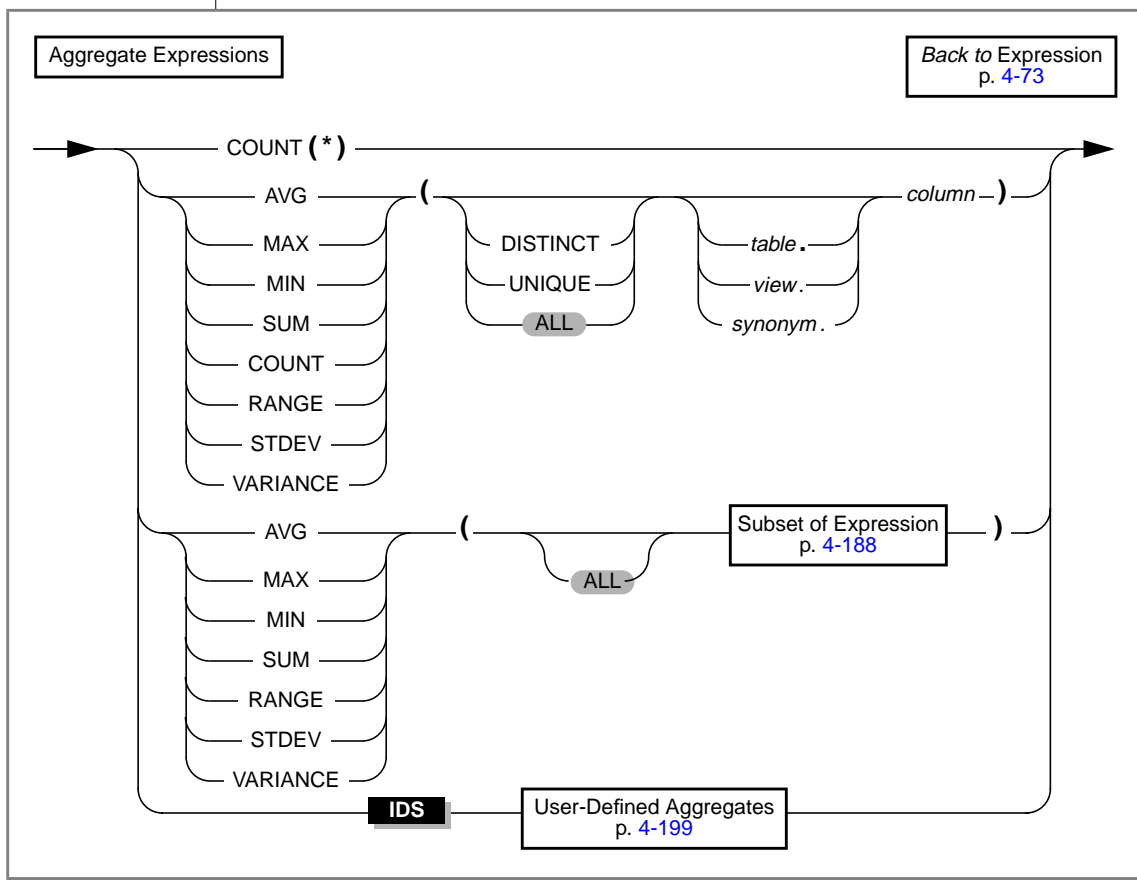 Aggregate Expressions
Back to Expression
p. 4-73
COUNT (*)
AVG ( column )
MAX DISTINCT table.
MIN UNIQUE view.
SUM ALL synonym.
COUNT
RANGE
STDEV
VARIANCE
AVG ( Subset of Expression )
p. 4-188
MAX ALL
MIN
SUM
RANGE
STDEV
VARIANCE
IDS User-Defined Aggregates
p. 4-199